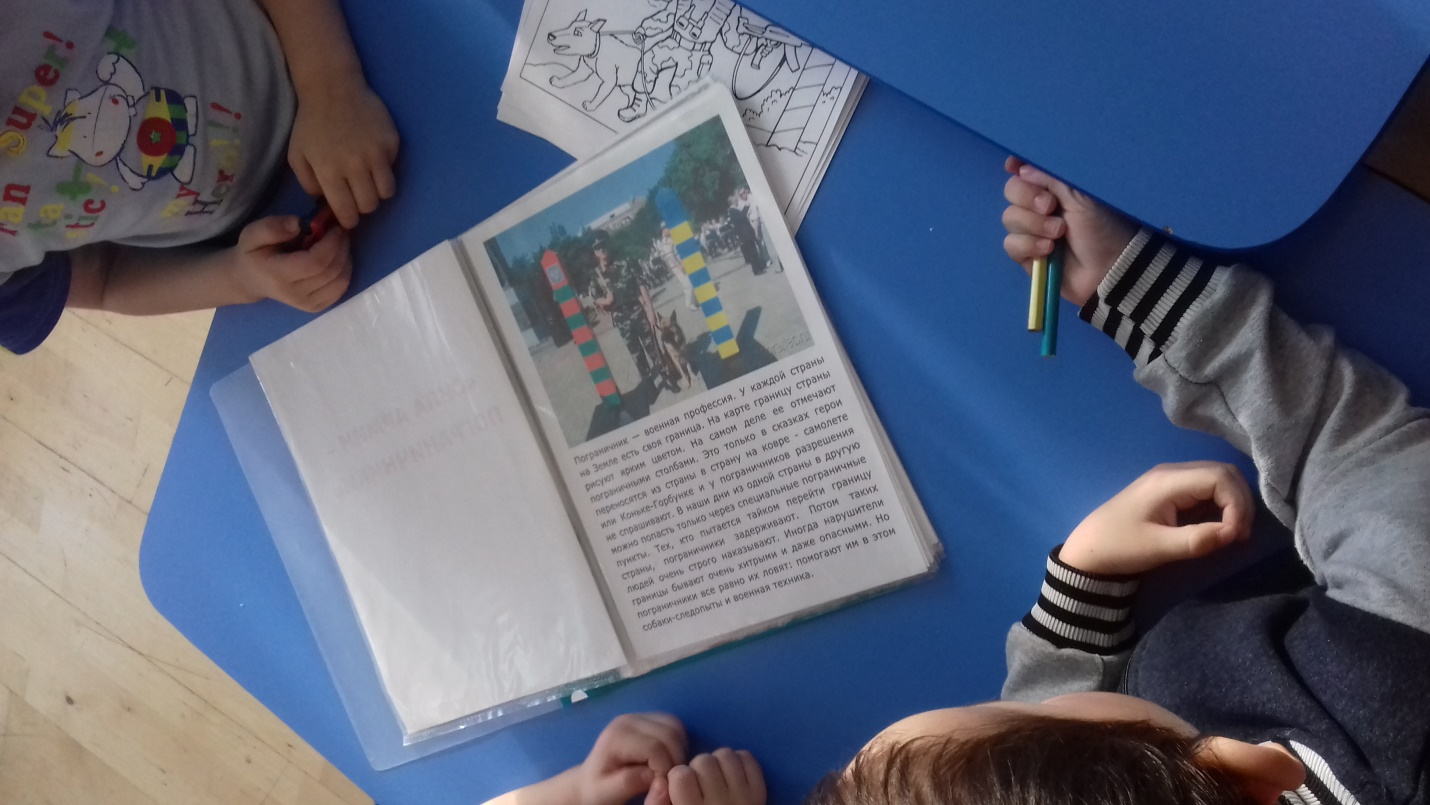 Super!
my
Hero!!
Пограничник — военная профессия. У каждой страны
на Земле есть своя граница. На карте границу страны
рисуют ярким цветом. На самом деле ее отмечают
пограничными столбами. Это только в сказках герои
переносятся из страны в страну на ковре - самолете
или Коньке-Горбунке и у пограничников разрешения
не спрашивают. В наши дни из одной страны в другую
можно попасть только через специальные пограничные
пункты. Тех, кто пытается тайком перейти границу
страны, пограничники задерживают. Потом таких
людей очень строго наказывают. Иногда нарушители
границы бывают очень хитрыми и даже опасными. Но
пограничники все равно их ловят: помогают им в этом
собаки-следопыты и военная техника.